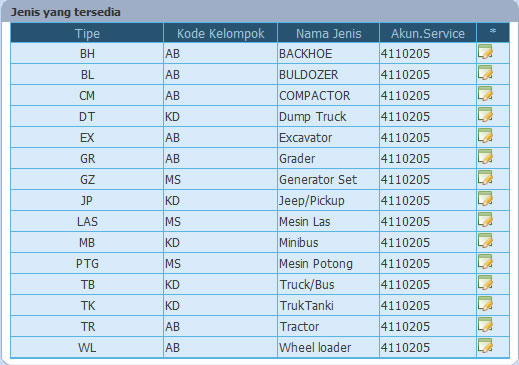 Jenis yang tersedia
Tipe Kode Kelompok Nama Jenis Akun.Service *
BH AB BACKHOE 4110205
BL AB BULDOZER 4110205
CM AB COMPACTOR 4110205
DT KD Dump Truck 4110205
EX AB Excavator 4110205
GR AB Grader 4110205
GZ MS Generator Set 4110205
JP KD Jeep/Pickup 4110205
LAS MS Mesin Las 4110205
MB KD Minibus 4110205
PTG MS Mesin Potong 4110205
TB KD Truck/Bus 4110205
TK KD TrukTanki 4110205
TR AB Tractor 4110205
WL AB Wheel loader 4110205